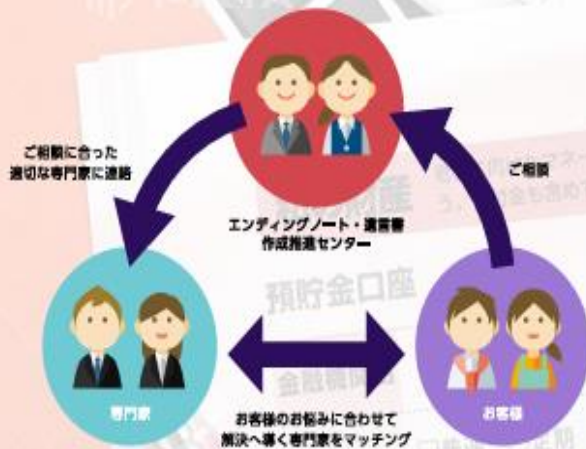 ご相談に合った
適切な専門家に連絡
ご相談
エンディングノート・遺言書
作成推進センター
財産
預貯金口座
金融機関
専門家
お客様
お客様のお悩みに合わせて
解決へ導く専門家をマッチング